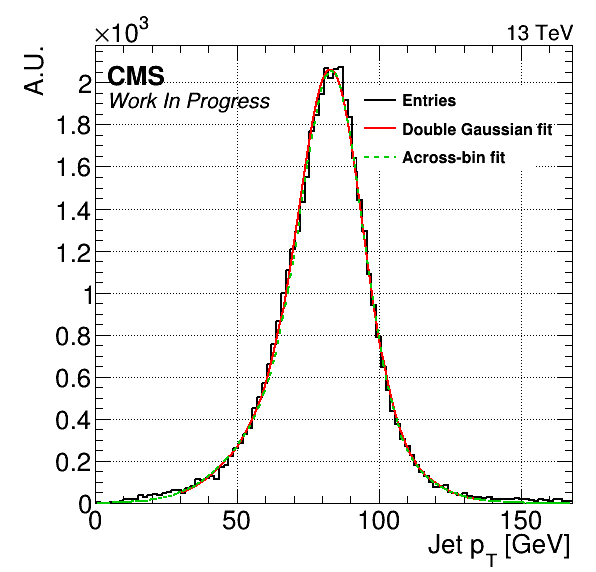 ×10³
13 TeV
A.U.
CMS
Work In Progress
Entries
Double Gaussian fit
Across-bin fit
2
1.8
1.6
1.4
1.2
1
0.8
0.6
0.4
0.2
0
0 50 100 150
Jet p_T [GeV]